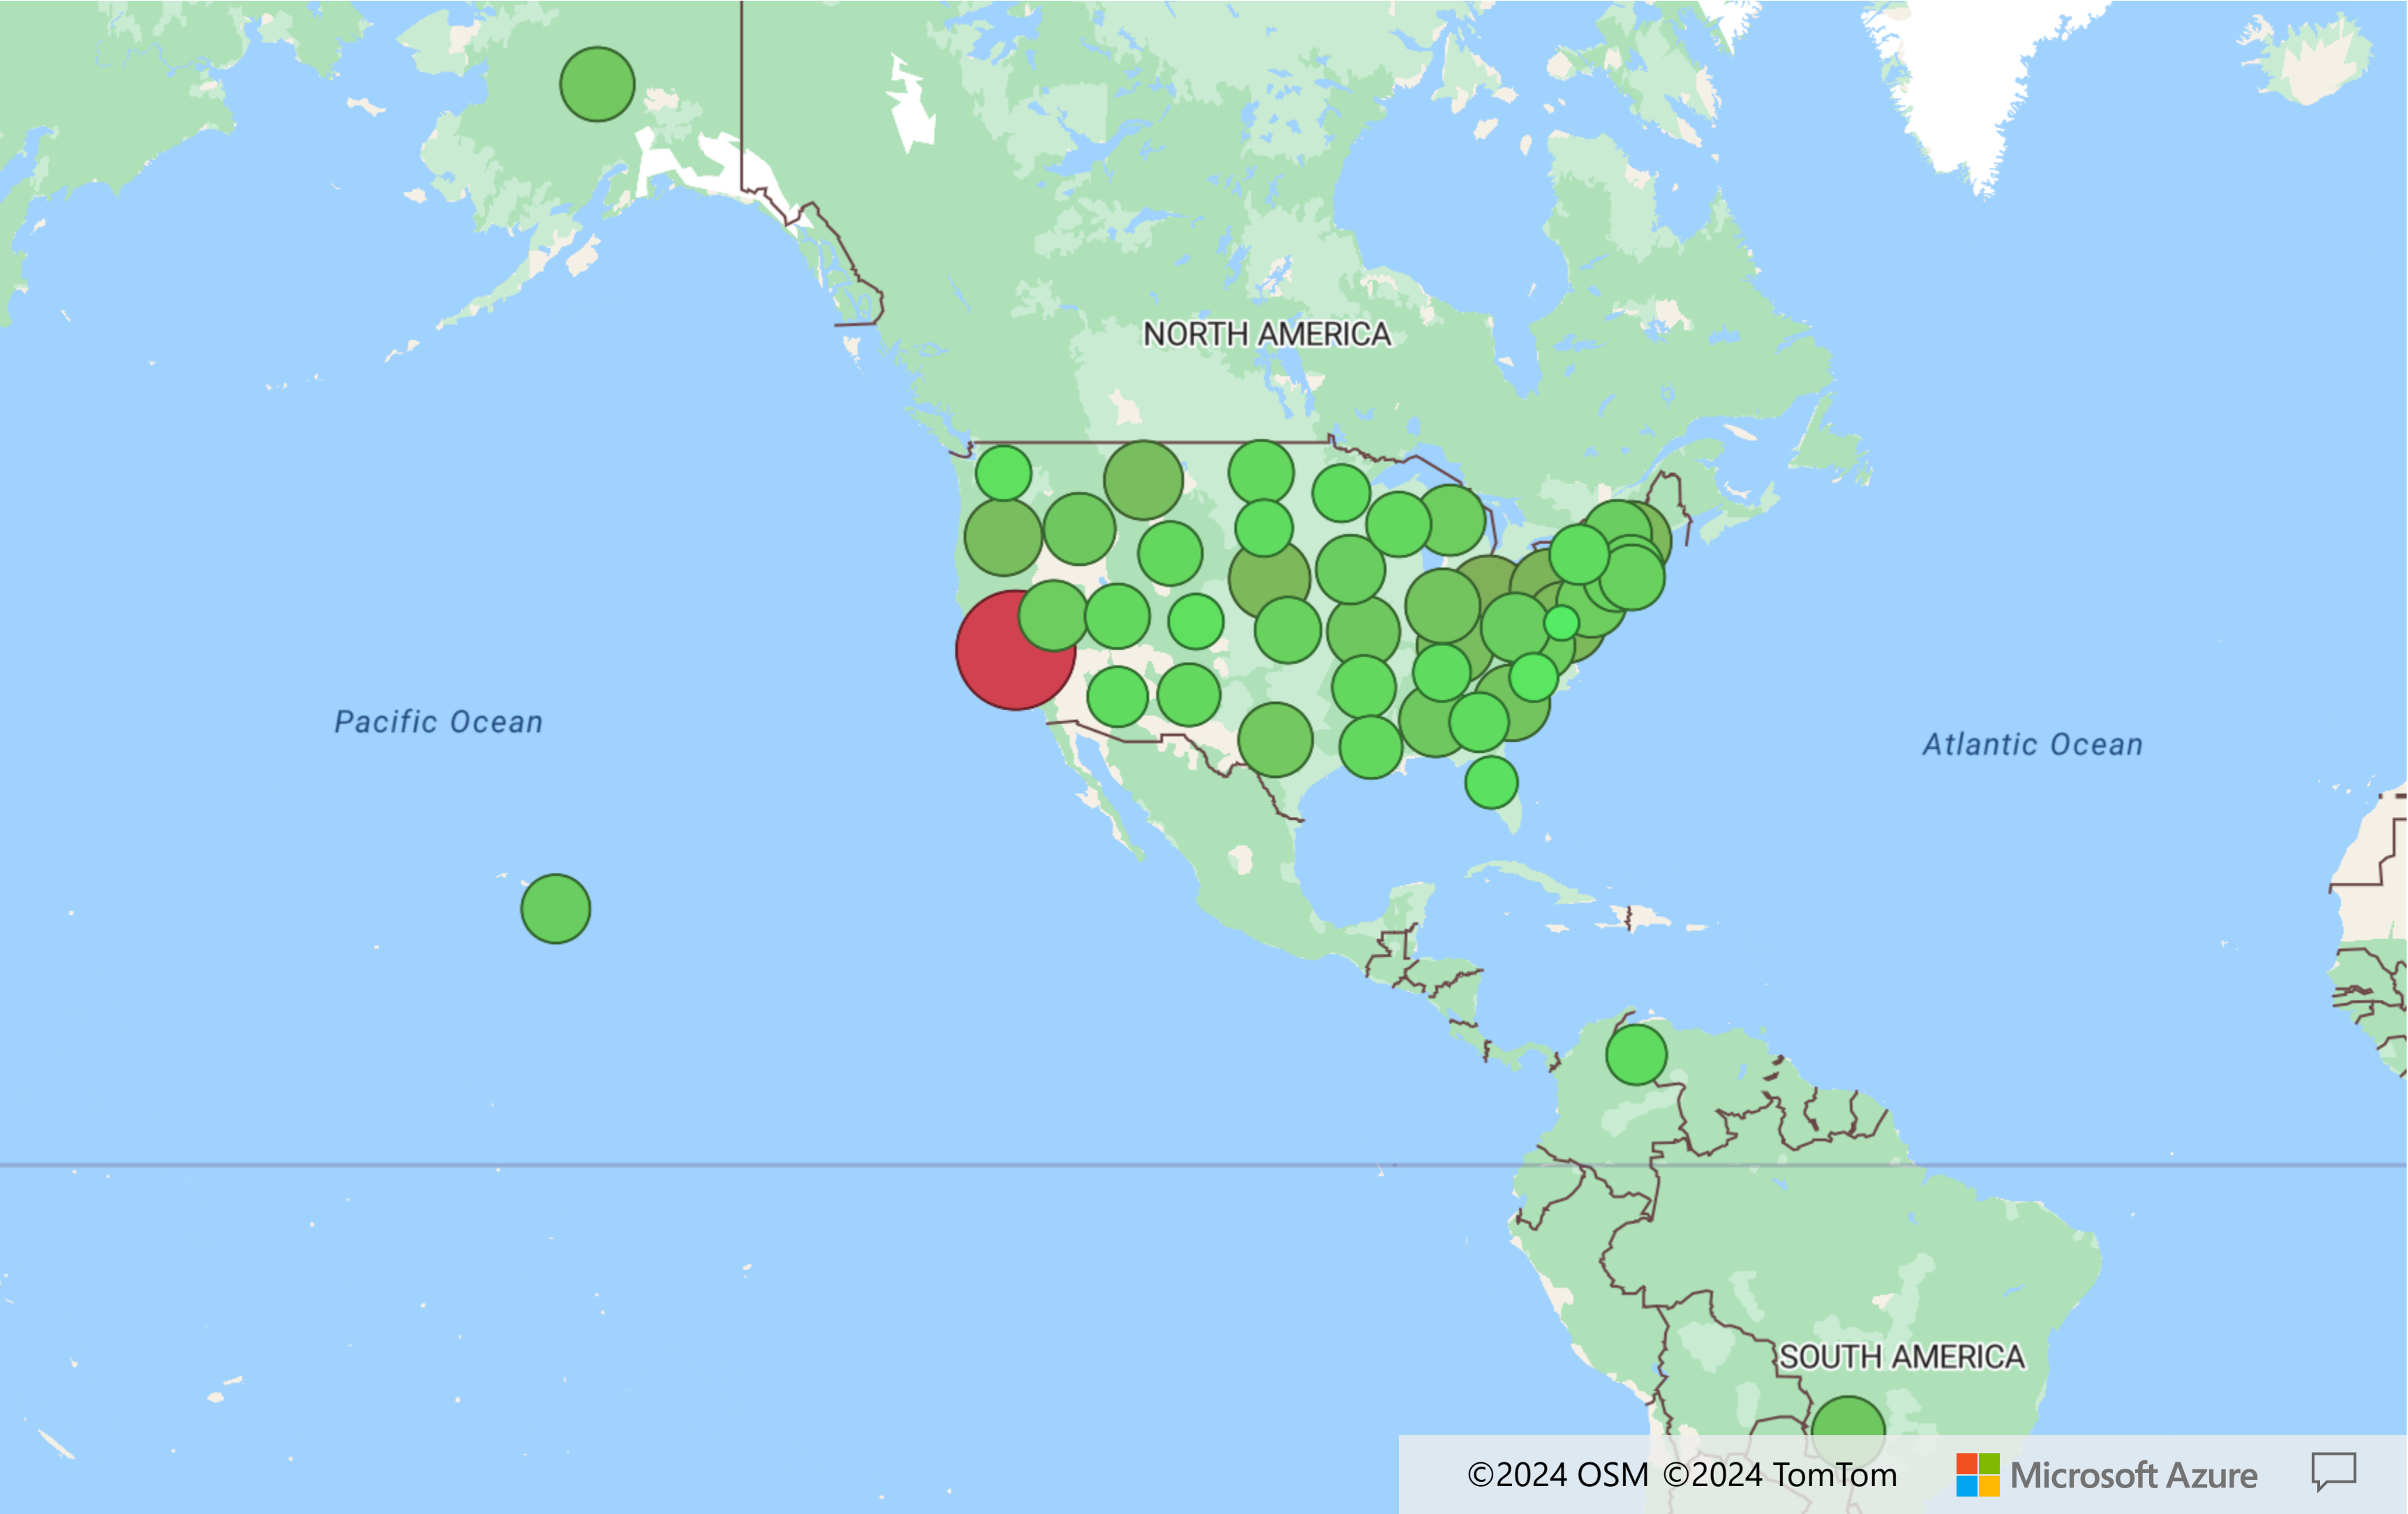 NORTH AMERICA
Pacific Ocean
Atlantic Ocean
SOUTH AMERICA
©2024 OSM ©2024 TomTom Microsoft Azure